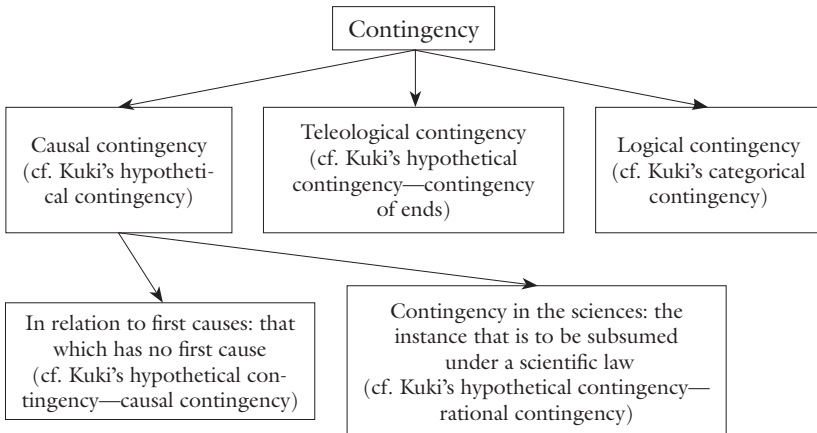 Contingency
Causal contingency
(cf. Kuki's hypotheti-
cal contingency)
Teleological contingency
(cf. Kuki's hypothetical
contingency—contingency
of ends)
Logical contingency
(cf. Kuki's categorical
contingency)
In relation to first causes: that
which has no first cause
(cf. Kuki's hypothetical con-
tingency—causal contingency)
Contingency in the sciences: the
instance that is to be subsumed
under a scientific law
(cf. Kuki's hypothetical contingency—
rational contingency)